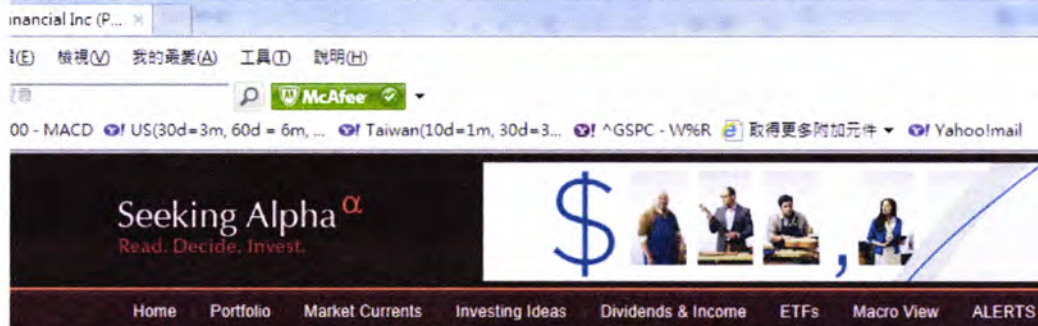 inancial Inc (P...
(E) 檢視(V) 我的最愛(A) 工具(T) 說明(H)
McAfee
00 - MACD US(30d=3m, 60d = 6m, ... Taiwan(10d=1m, 30d=3... ^GSPC - W%R 取得更多附加元件 Yahoo!mail
Seeking Alpha α
Read. Decide. Invest.
$ ,
Home Portfolio Market Currents Investing Ideas Dividends & Income ETFs Macro View ALERTS